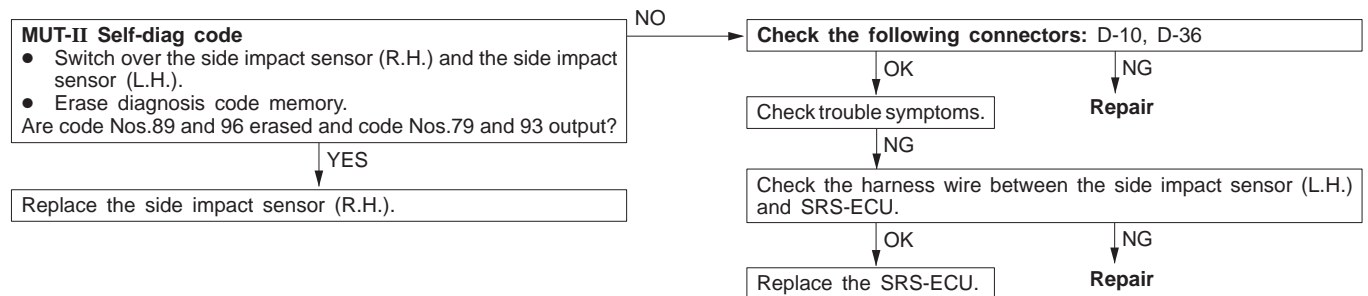 MUT-II Self-diag code
● Switch over the side impact sensor (R.H.) and the side impact
sensor (L.H.).
● Erase diagnosis code memory.
Are code Nos.89 and 96 erased and code Nos.79 and 93 output?
NO
YES
Replace the side impact sensor (R.H.).
Check the following connectors: D-10, D-36
OK
NG
Check trouble symptoms.
Repair
NG
Check the harness wire between the side impact sensor (L.H.)
and SRS-ECU.
OK
NG
Replace the SRS-ECU.
Repair